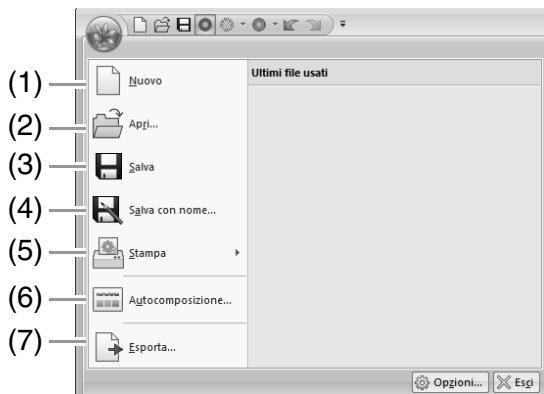 (1) Nuovo
Ultimi file usati
(2) Apri...
(3) Salva
(4) Salva con nome...
(5) Stampa
(6) Autocomposizione...
(7) Esporta...
Opzioni... Esci